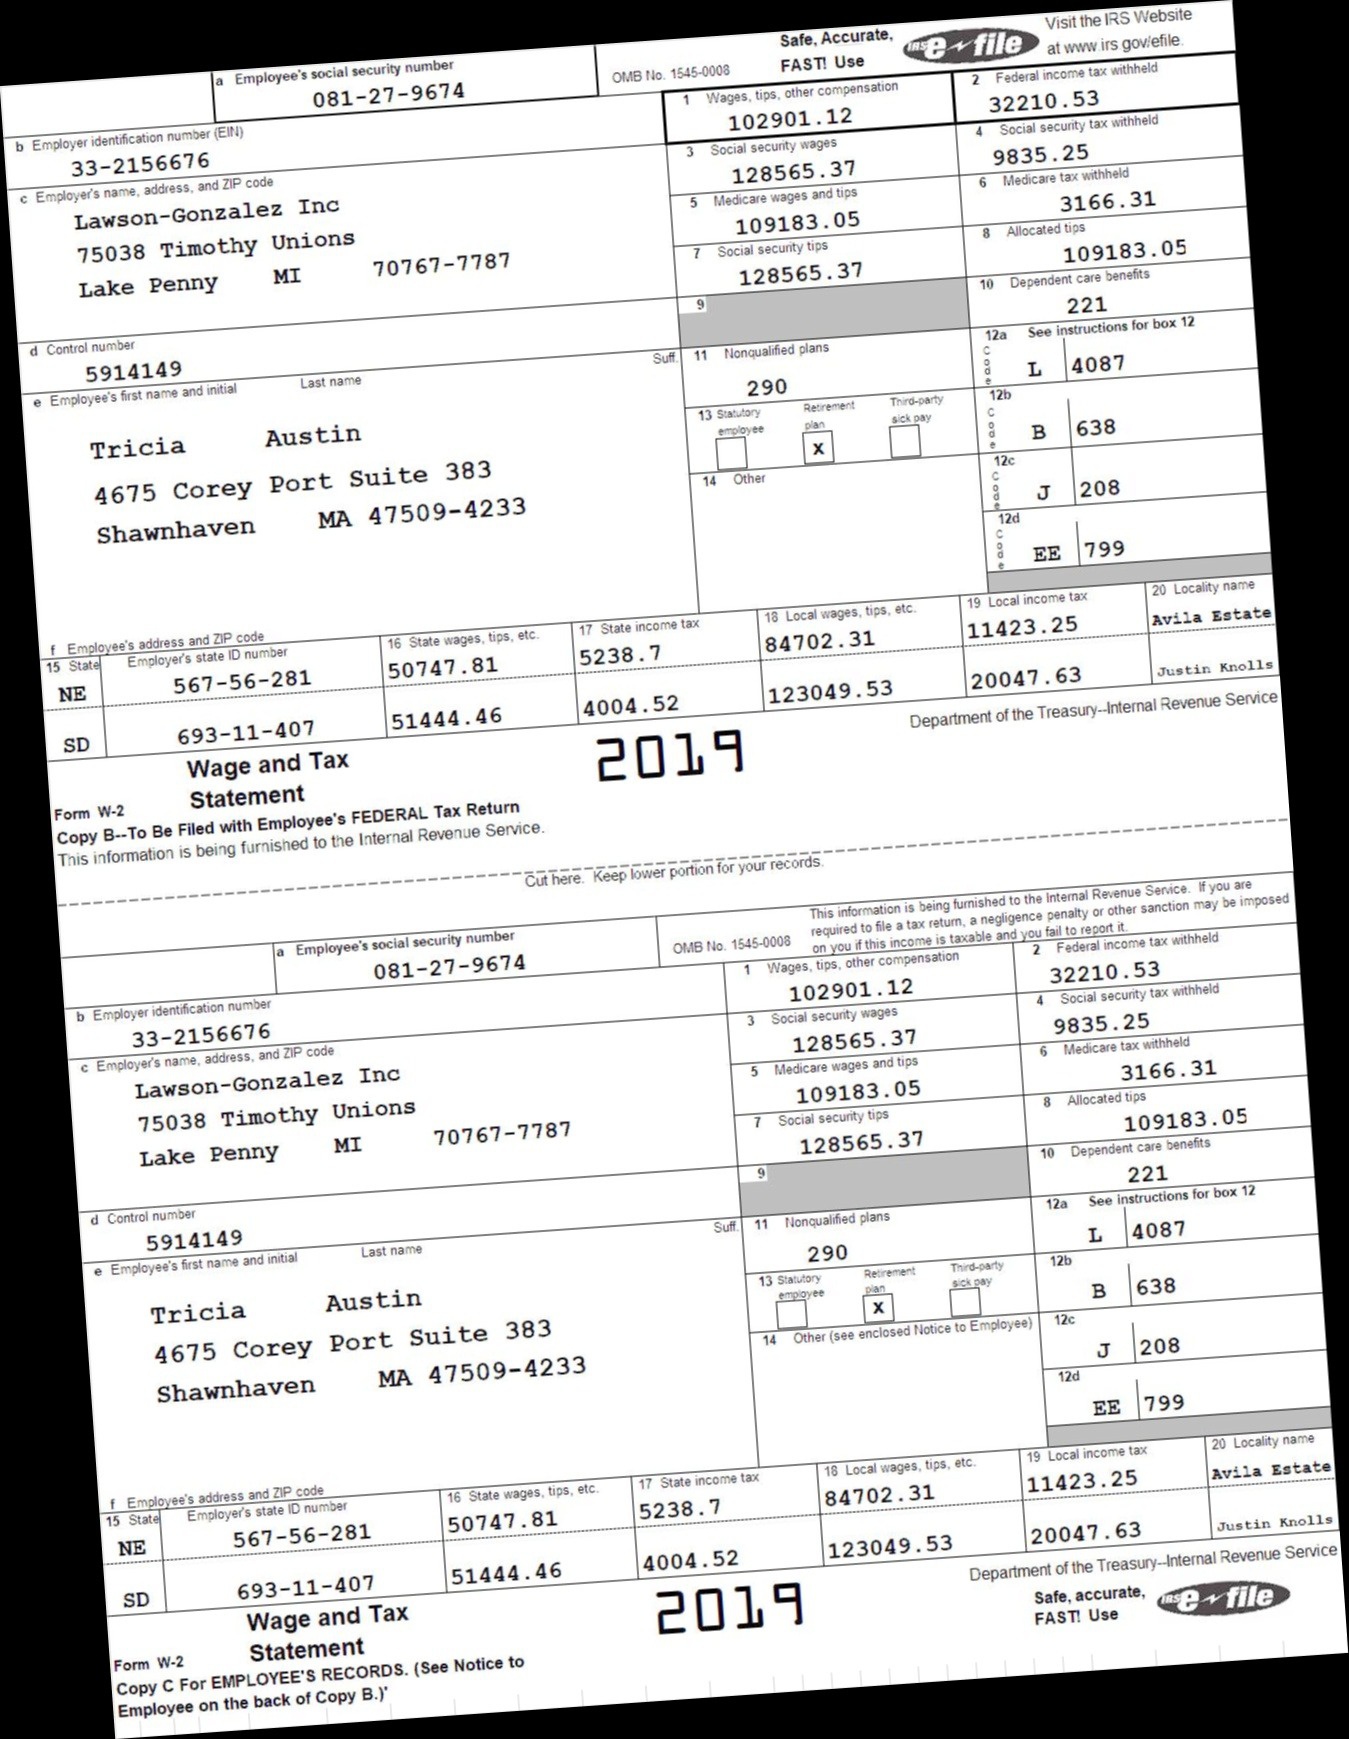 Safe, Accurate, FAST! Use IRS e-file Visit the IRS Website at www.irs.gov/efile.
a Employee's social security number
081-27-9674
OMB No. 1545-0008
1 Wages, tips, other compensation
102901.12
2 Federal income tax withheld
32210.53
b Employer identification number (EIN)
33-2156676
3 Social security wages
128565.37
4 Social security tax withheld
9835.25
c Employer's name, address, and ZIP code
Lawson-Gonzalez Inc
75038 Timothy Unions
Lake Penny MI 70767-7787
5 Medicare wages and tips
109183.05
6 Medicare tax withheld
3166.31
7 Social security tips
128565.37
8 Allocated tips
109183.05
9
10 Dependent care benefits
221
d Control number
5914149
11 Nonqualified plans
290
12a See instructions for box 12
Code L 4087
e Employee's first name and initial Last name Suff.
Tricia Austin
4675 Corey Port Suite 383
Shawnhaven MA 47509-4233
13 Statutory employee Retirement plan Third-party sick pay
x
12b
Code B 638
14 Other
12c
Code J 208
12d
Code EE 799
f Employee's address and ZIP code
15 State Employer's state ID number 16 State wages, tips, etc. 17 State income tax 18 Local wages, tips, etc. 19 Local income tax 20 Locality name
NE 567-56-281 50747.81 5238.7 84702.31 11423.25 Avila Estate
SD 693-11-407 51444.46 4004.52 123049.53 20047.63 Justin Knolls
Form W-2 Wage and Tax Statement 2019 Department of the Treasury--Internal Revenue Service
Copy B--To Be Filed with Employee's FEDERAL Tax Return
This information is being furnished to the Internal Revenue Service.
Cut here. Keep lower portion for your records.
This information is being furnished to the Internal Revenue Service. If you are
required to file a tax return, a negligence penalty or other sanction may be imposed
on you if this income is taxable and you fail to report it.
a Employee's social security number
081-27-9674
OMB No. 1545-0008
1 Wages, tips, other compensation
102901.12
2 Federal income tax withheld
32210.53
b Employer identification number
33-2156676
3 Social security wages
128565.37
4 Social security tax withheld
9835.25
c Employer's name, address, and ZIP code
Lawson-Gonzalez Inc
75038 Timothy Unions
Lake Penny MI 70767-7787
5 Medicare wages and tips
109183.05
6 Medicare tax withheld
3166.31
7 Social security tips
128565.37
8 Allocated tips
109183.05
9
10 Dependent care benefits
221
d Control number
5914149
11 Nonqualified plans
290
12a See instructions for box 12
L 4087
e Employee's first name and initial Last name Suff.
Tricia Austin
4675 Corey Port Suite 383
Shawnhaven MA 47509-4233
13 Statutory employee Retirement plan Third-party sick pay
x
12b
B 638
14 Other (see enclosed Notice to Employee)
12c
J 208
12d
EE 799
f Employee's address and ZIP code
15 State Employer's state ID number 16 State wages, tips, etc. 17 State income tax 18 Local wages, tips, etc. 19 Local income tax 20 Locality name
NE 567-56-281 50747.81 5238.7 84702.31 11423.25 Avila Estate
SD 693-11-407 51444.46 4004.52 123049.53 20047.63 Justin Knolls
Form W-2 Wage and Tax Statement 2019 Department of the Treasury--Internal Revenue Service
Safe, accurate, FAST! Use IRS e-file
Copy C For EMPLOYEE'S RECORDS. (See Notice to
Employee on the back of Copy B.)'